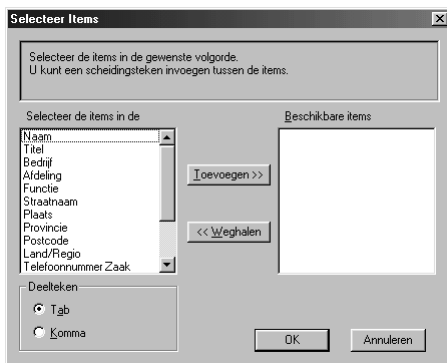 Selecteer Items
Selecteer de items in de gewenste volgorde.
U kunt een scheidingsteken invoegen tussen de items.
Selecteer de items in de
Beschikbare items
Naam
Titel
Bedrijf
Afdeling
Functie
Straatnaam
Plaats
Provincie
Postcode
Land/Regio
Telefoonnummer Zaak
Toevoegen >>
<< Weghalen
Deelteken
Tab
Komma
OK
Annuleren